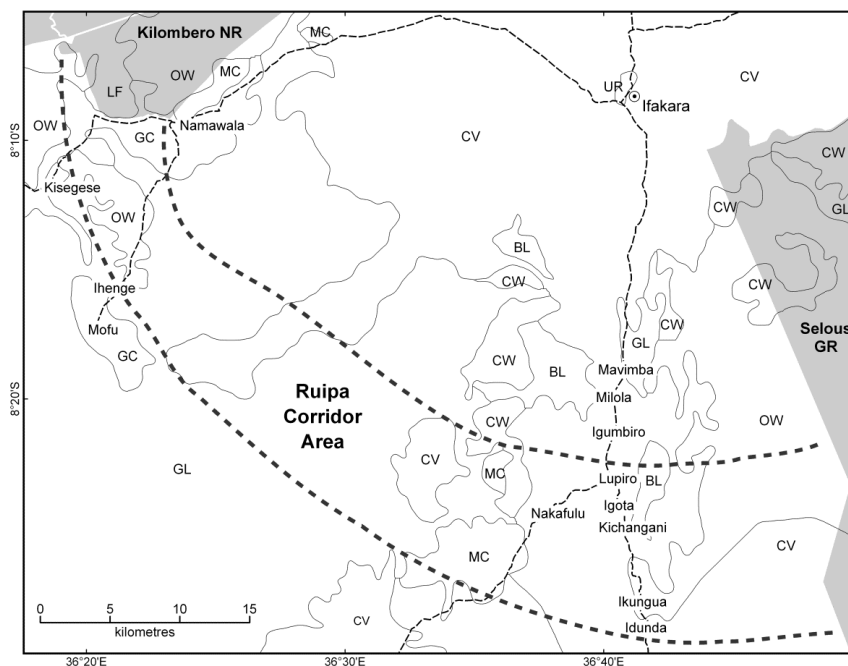 Kilombero NR
MC
OW
MC
LF
UR
Ifakara
CV
OW
GC
Namawala
CV
8°10'S
CW
Kisegese
CW
GL
OW
BL
Ihenge
CW
CW
Mofu
Selous
GR
GC
CW
BL
GL
CW
Mavimba
8°20'S
Ruipa
Corridor
Area
Milola
CW
Igumbiro
OW
CV
MC
GL
Lupiro
BL
Igota
Nakafulu
Kichangani
MC
CV
0 5 10 15
kilometres
CV
Ikungua
Idunda
36°20'E 36°30'E 36°40'E